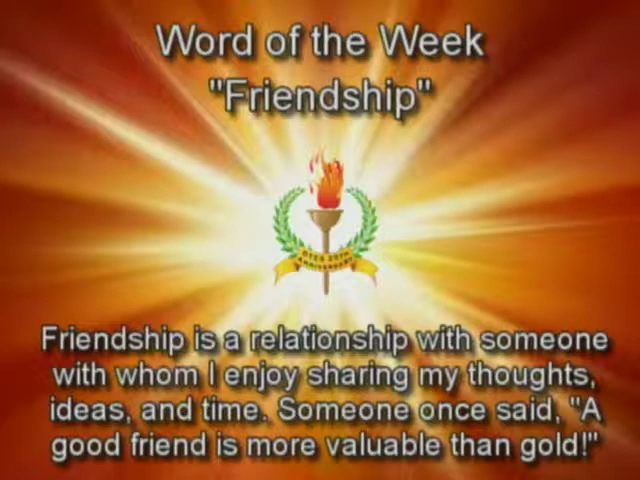 Word of the Week
"Friendship"
ANNIVERSARY
Friendship is a relationship with someone
with whom I enjoy sharing my thoughts,
ideas, and time. Someone once said, "A
good friend is more valuable than gold!"